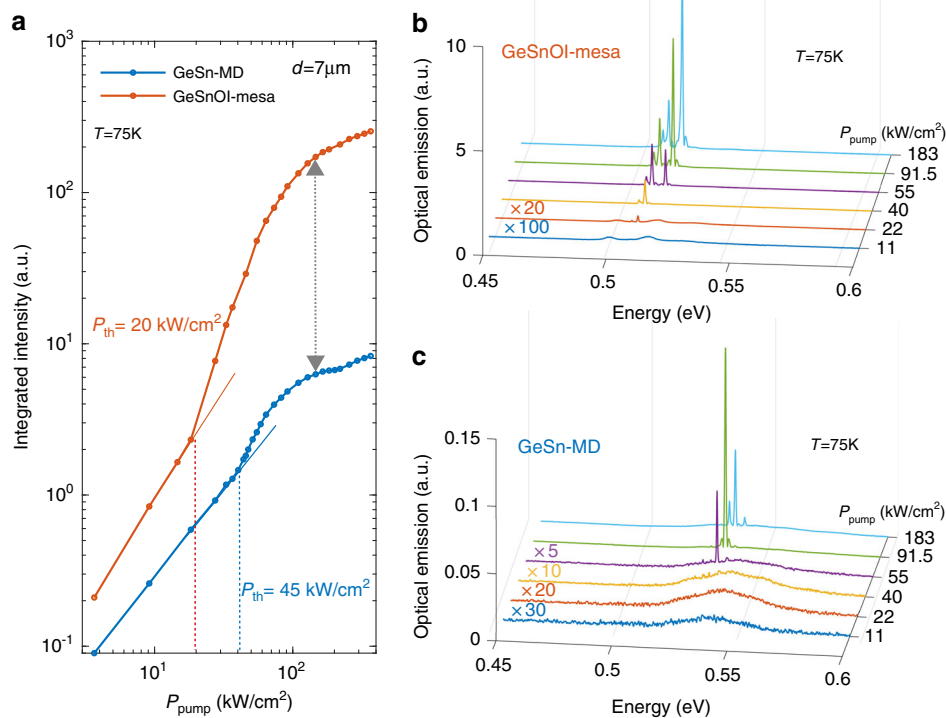 a
10³
10²
10¹
10⁰
10⁻¹
Integrated intensity (a.u.)
GeSn-MD
GeSnOI-mesa
d=7μm
T=75K
P_th= 20 kW/cm²
P_th= 45 kW/cm²
10¹
10²
P_pump (kW/cm²)
b
GeSnOI-mesa
T=75K
10
5
0
Optical emission (a.u.)
P_pump (kW/cm²)
183
91.5
55
40
22
11
×20
×100
0.45
0.5
0.55
0.6
Energy (eV)
c
GeSn-MD
T=75K
0.15
0.1
0.05
0
Optical emission (a.u.)
P_pump (kW/cm²)
183
91.5
55
40
22
11
×5
×10
×20
×30
0.45
0.5
0.55
0.6
Energy (eV)